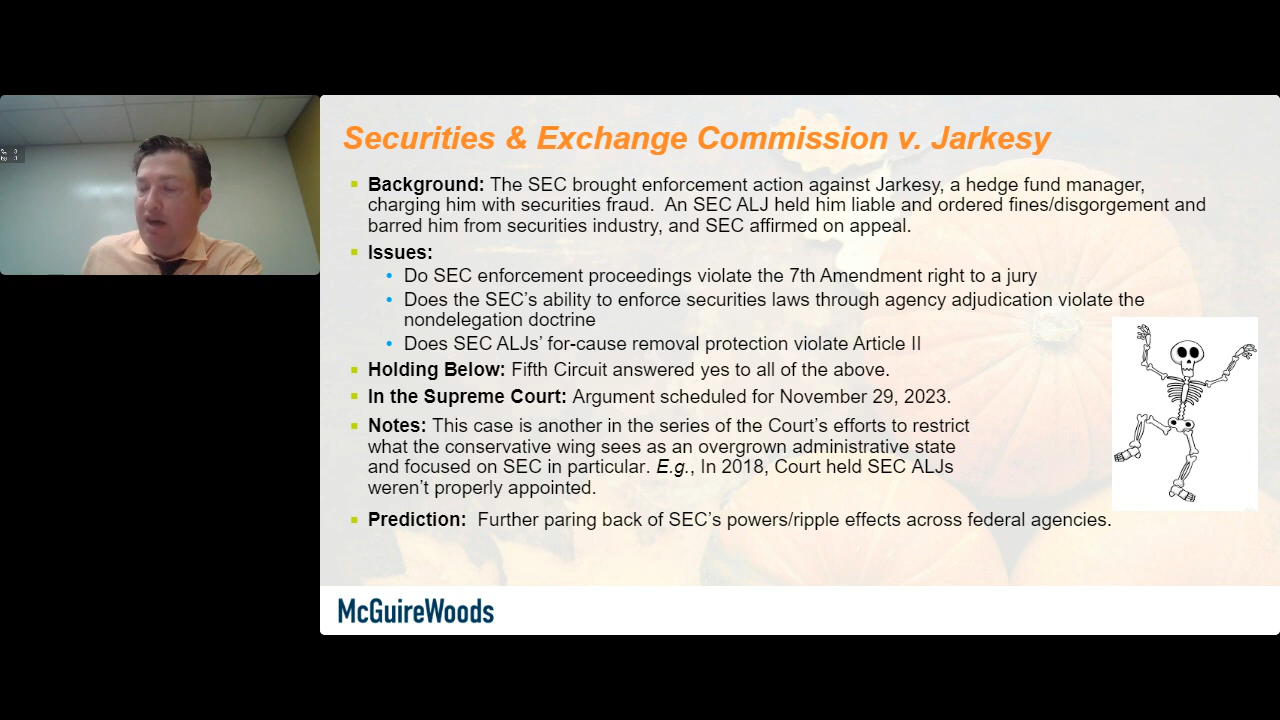 Securities & Exchange Commission v. Jarkesy
Background: The SEC brought enforcement action against Jarkesy, a hedge fund manager,
charging him with securities fraud. An SEC ALJ held him liable and ordered fines/disgorgement and
barred him from securities industry, and SEC affirmed on appeal.
Issues:
Do SEC enforcement proceedings violate the 7th Amendment right to a jury
Does the SEC's ability to enforce securities laws through agency adjudication violate the
nondelegation doctrine
Does SEC ALJs' for-cause removal protection violate Article II
Holding Below: Fifth Circuit answered yes to all of the above.
In the Supreme Court: Argument scheduled for November 29, 2023.
Notes: This case is another in the series of the Court's efforts to restrict
what the conservative wing sees as an overgrown administrative state
and focused on SEC in particular. E.g., In 2018, Court held SEC ALJs
weren't properly appointed.
Prediction: Further paring back of SEC's powers/ripple effects across federal agencies.
McGuireWoods